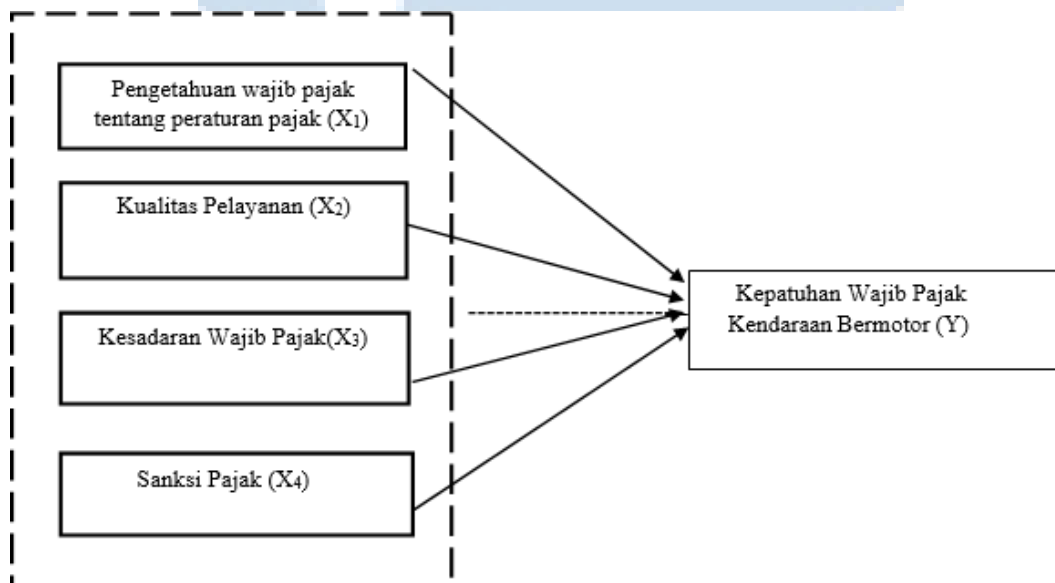 Pengetahuan wajib pajak
tentang peraturan pajak (X₁)
Kualitas Pelayanan (X₂)
Kesadaran Wajib Pajak(X₃)
Sanksi Pajak (X₄)
Kepatuhan Wajib Pajak
Kendaraan Bermotor (Y)